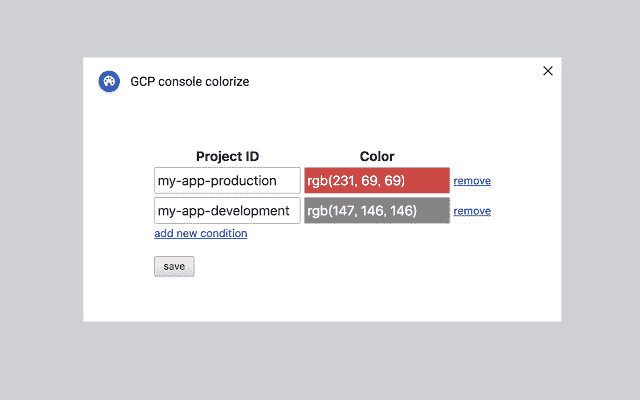 GCP console colorize
Project ID Color
my-app-production rgb(231, 69, 69) remove
my-app-development rgb(147, 146, 146) remove
add new condition
save